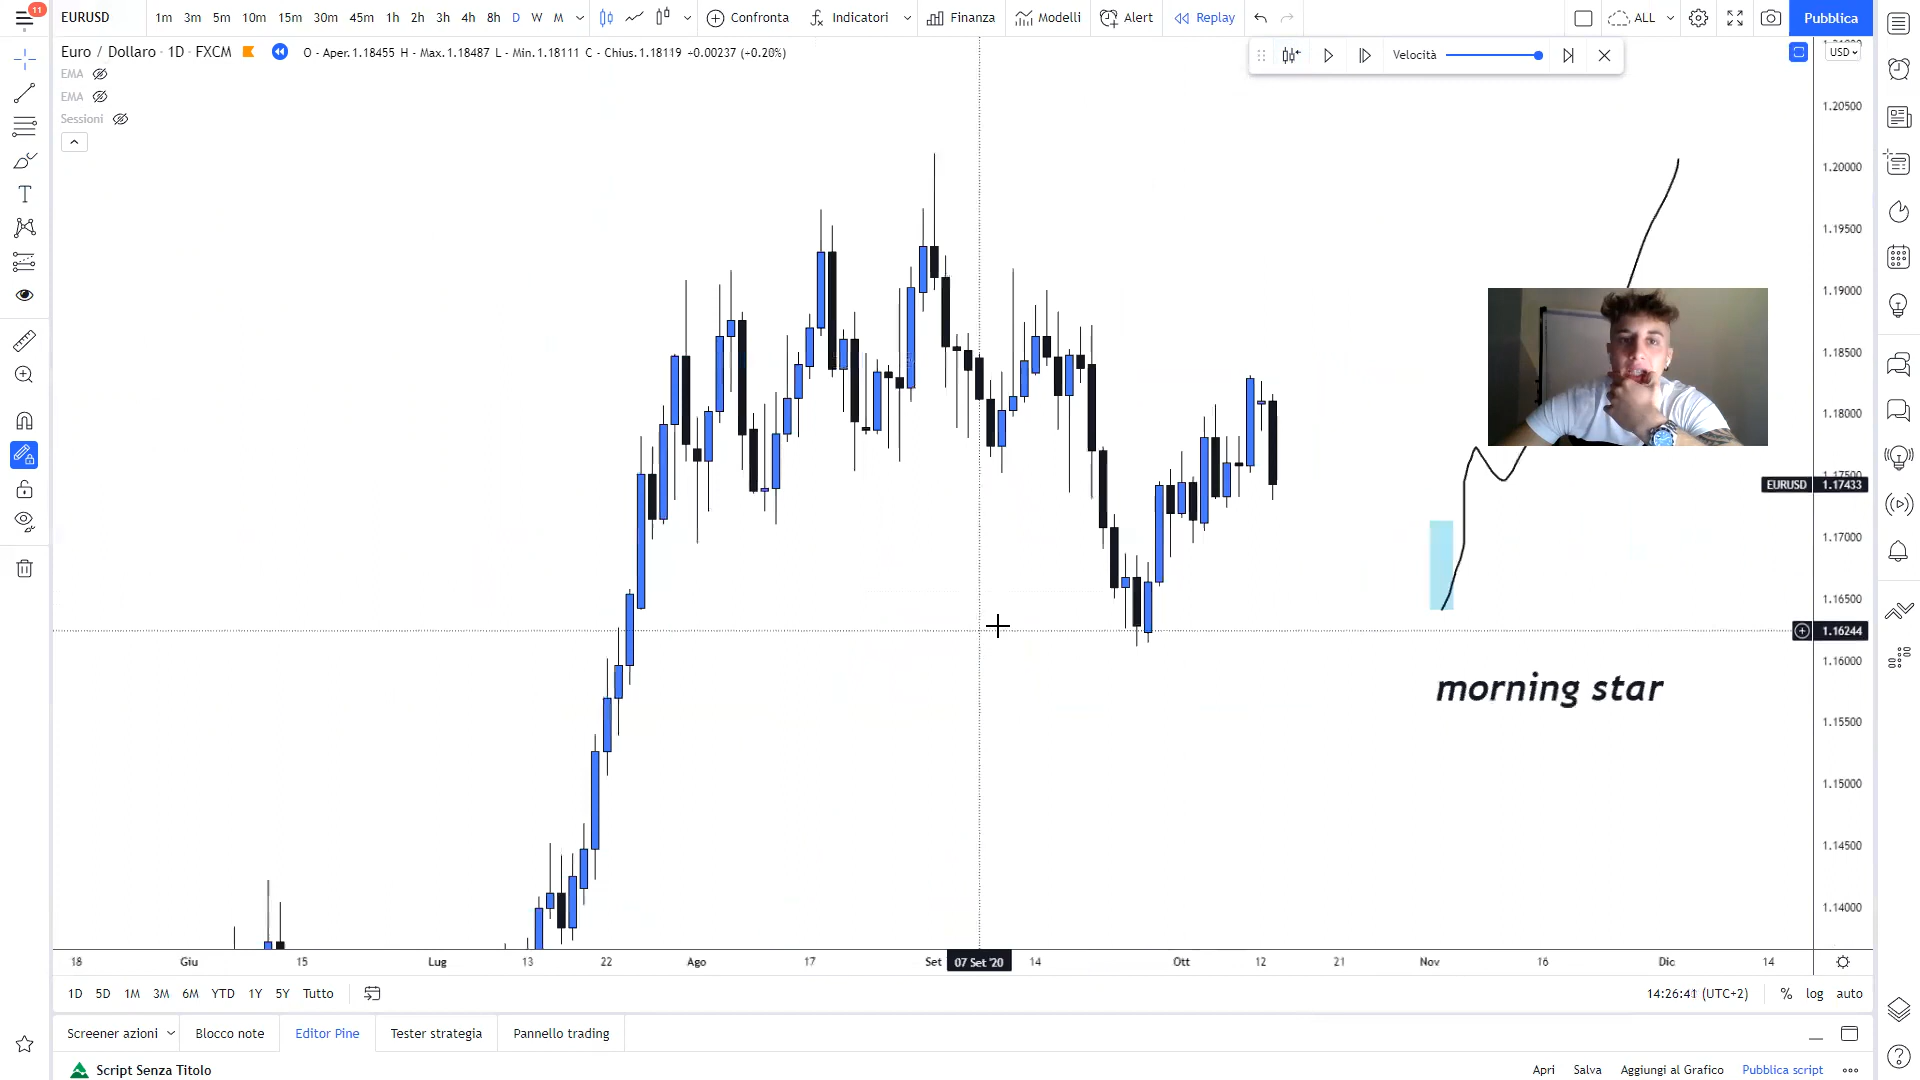 11
EURUSD
1m 3m 5m 10m 15m 30m 45m 1h 2h 3h 4h 8h D W M
Confronta
Indicatori
Finanza
Modelli
Alert
Replay
ALL
Pubblica
Euro / Dollaro · 1D · FXCM
O - Aper.1.18455 H - Max.1.18487 L - Min.1.18111 C - Chius.1.18119 −0.00237 (−0.20%)
Velocità
USD
EMA
EMA
Sessioni
1.20500
1.20000
1.19500
1.19000
1.18500
1.18000
1.17500
EURUSD 1.17433
1.17000
1.16500
1.16244
1.16000
1.15500
1.15000
1.14500
1.14000
morning star
18 Giu 15 Lug 13 22 Ago 17 Set 07 Set '20 14 Ott 12 21 Nov 16 Dic 14
1D 5D 1M 3M 6M YTD 1Y 5Y Tutto
14:26:41 (UTC+2) % log auto
Screener azioni Blocco note Editor Pine Tester strategia Pannello trading
Script Senza Titolo
Apri Salva Aggiungi al Grafico Pubblica script